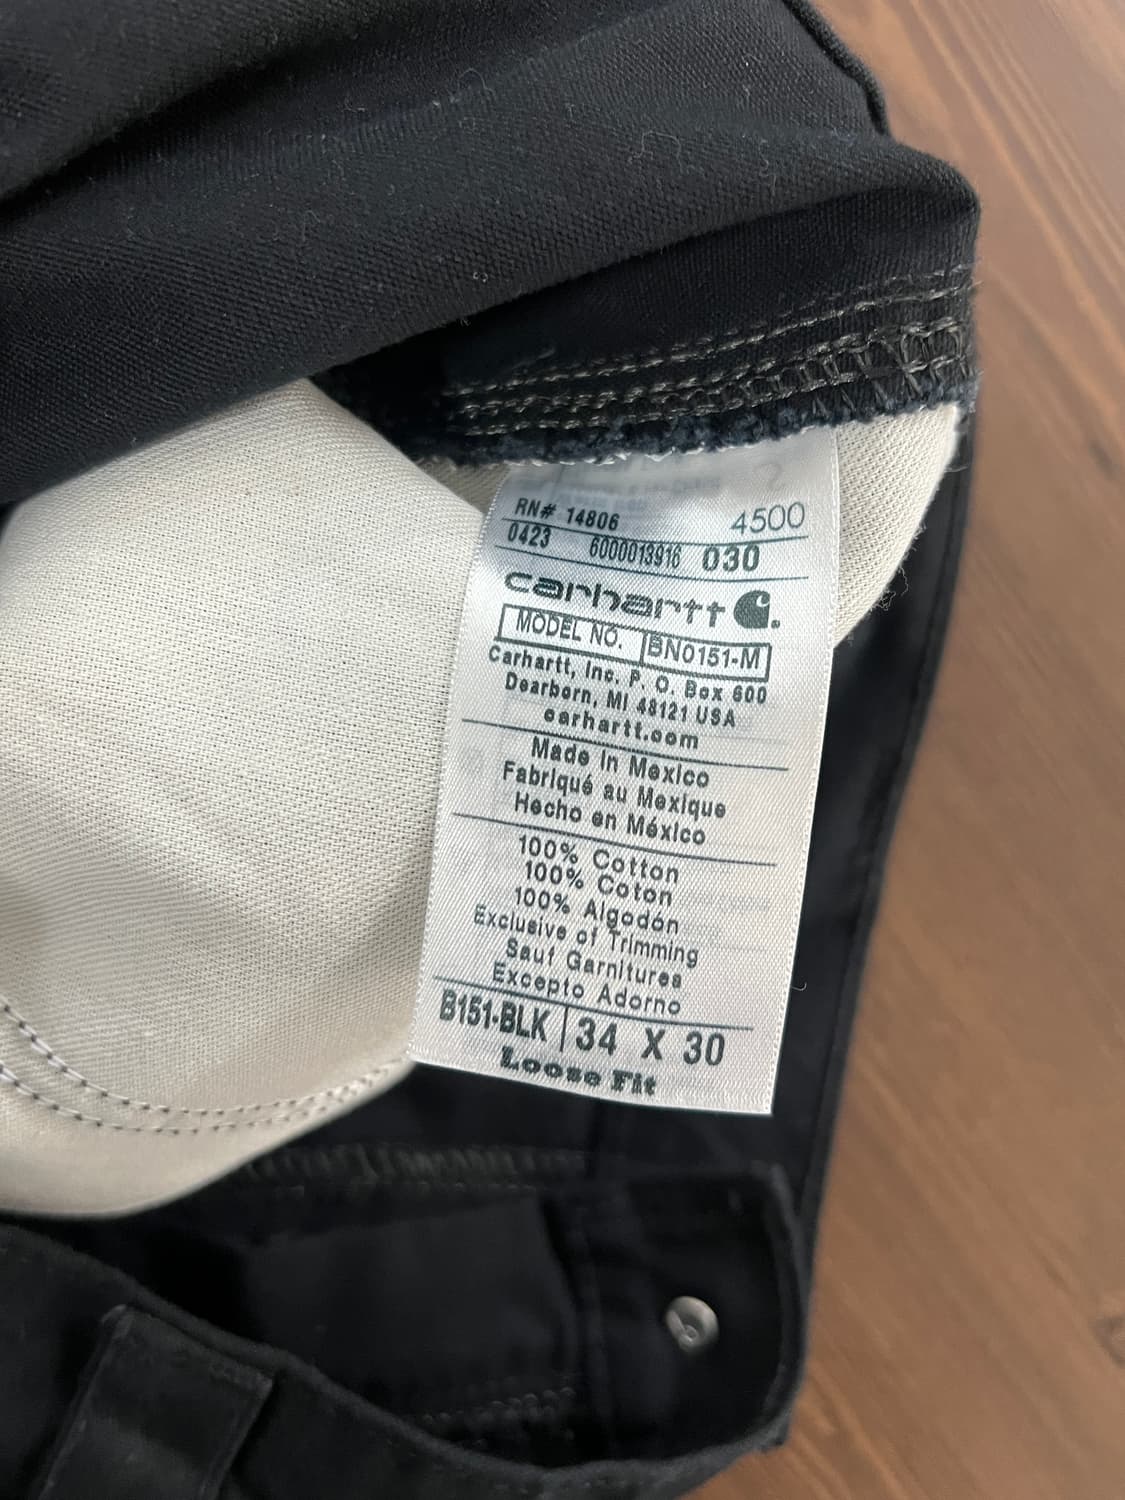 RN# 14806 4500
0423 6000013916 030
carhartt
MODEL NO. BN0151-M
Carhartt, Inc. P. O. Box 600
Dearborn, MI 48121 USA
carhartt.com
Made in Mexico
Fabriqué au Mexique
Hecho en México
100% Cotton
100% Coton
100% Algodón
Exclusive of Trimming
Sauf Garnitures
Excepto Adorno
B151-BLK 34 X 30
Loose Fit